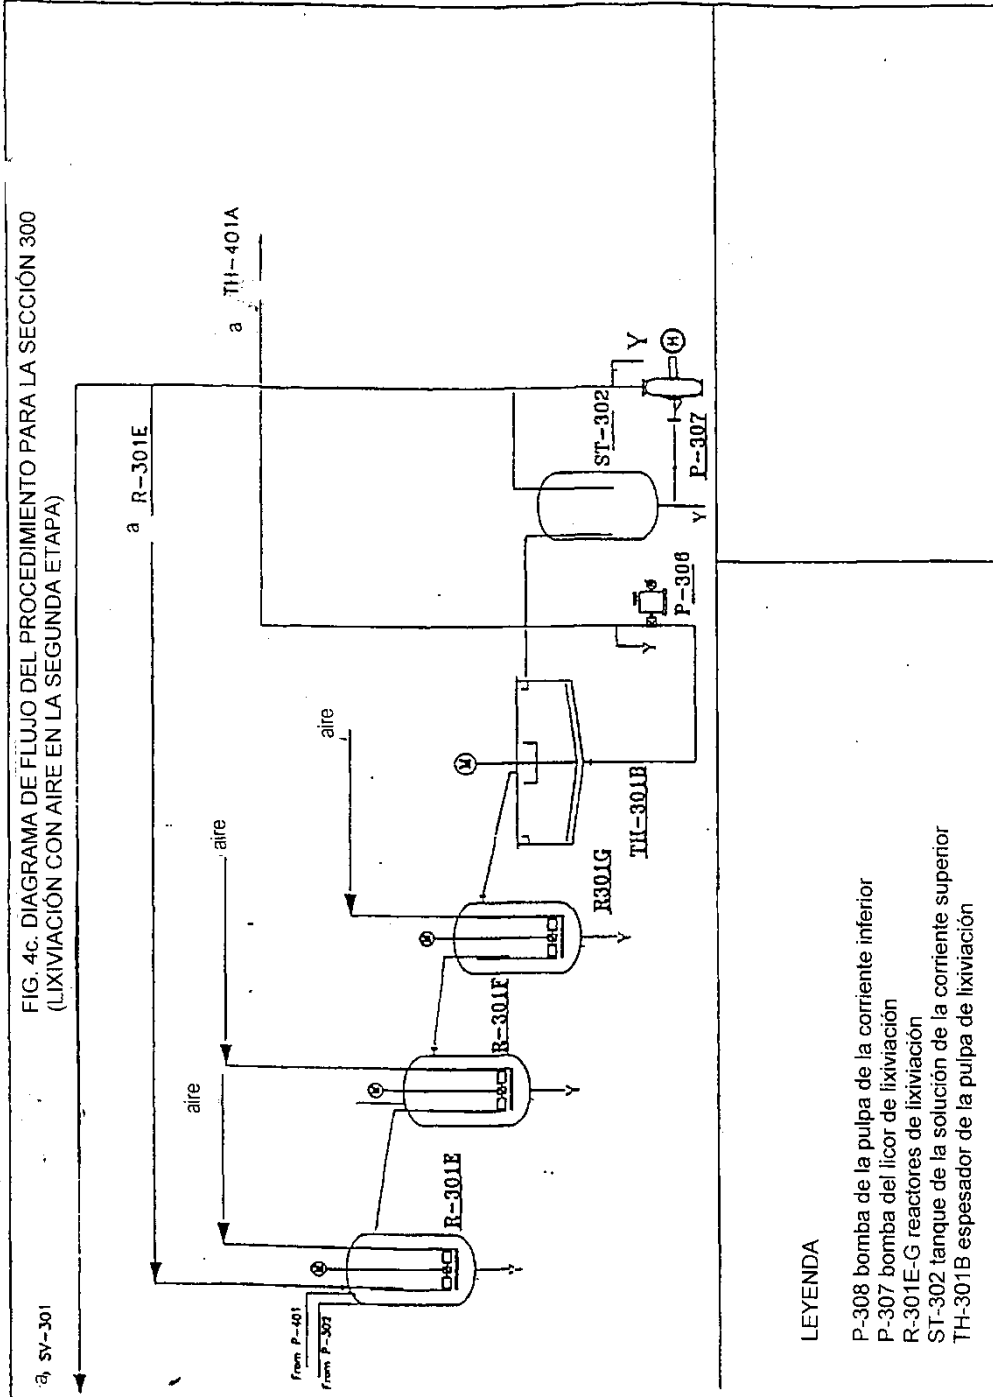 FIG. 4c. DIAGRAMA DE FLUJO DEL PROCEDIMIENTO PARA LA SECCIÓN 300
(LIXIVIACIÓN CON AIRE EN LA SEGUNDA ETAPA)
a, SV-301
a R-301E
a TH-401A
aire
aire
aire
From P-401
From P-302
M
R-301E
M
R-301F
M
R301G
M
TH-301B
P-308
ST-302
P-307
M
Y
Y
Y
Y
Y
Y
LEYENDA
P-308 bomba de la pulpa de la corriente inferior
P-307 bomba del licor de lixiviación
R-301E-G reactores de lixiviación
ST-302 tanque de la solución de la corriente superior
TH-301B espesador de la pulpa de lixiviación